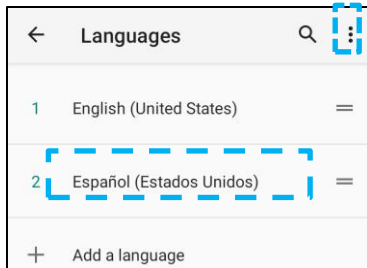 Languages
1 English (United States)
2 Español (Estados Unidos)
Add a language